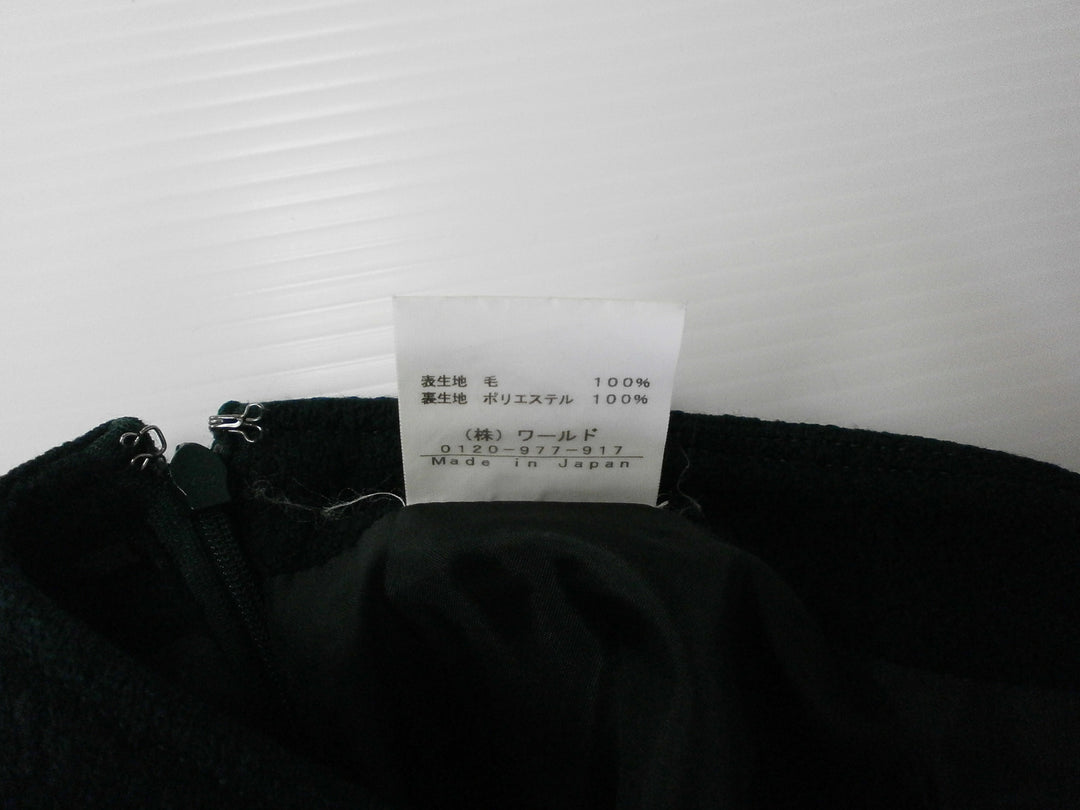 表生地 毛 100%
裏生地 ポリエステル 100%
(株) ワールド
0120-977-917
Made in Japan